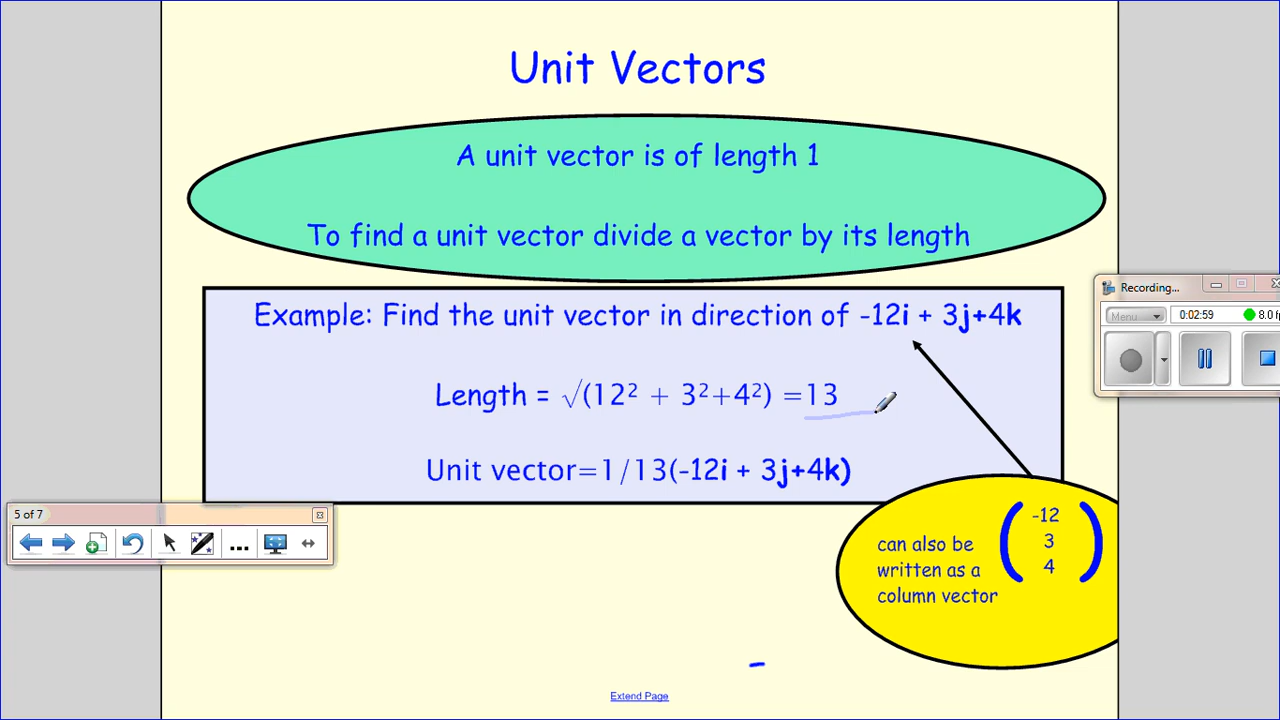 Unit Vectors
A unit vector is of length 1
To find a unit vector divide a vector by its length
Example: Find the unit vector in direction of -12i + 3j+4k
Length = √(12² + 3²+4²) =13
Unit vector=1/13(-12i + 3j+4k)
can also be
written as a
column vector
-12
3
4
Recording...
Menu
0:02:59
8.0 f
5 of 7
...
Extend Page